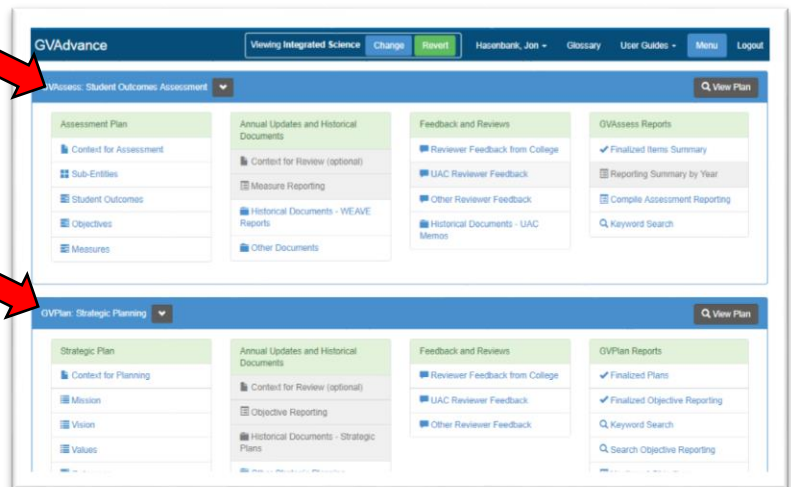 GVAdvance
Viewing Integrated Science Change Revert
Hasenbank, Jon
Glossary
User Guides
Menu
Logout
GVAssess: Student Outcomes Assessment
View Plan
Assessment Plan
Context for Assessment
Sub-Entities
Student Outcomes
Objectives
Measures
Annual Updates and Historical
Documents
Context for Review (optional)
Measure Reporting
Historical Documents - WEAVE
Reports
Other Documents
Feedback and Reviews
Reviewer Feedback from College
UAC Reviewer Feedback
Other Reviewer Feedback
Historical Documents - UAC
Memos
GVAssess Reports
Finalized Items Summary
Reporting Summary by Year
Compile Assessment Reporting
Keyword Search
GVPlan: Strategic Planning
View Plan
Strategic Plan
Context for Planning
Mission
Vision
Values
Annual Updates and Historical
Documents
Context for Review (optional)
Objective Reporting
Historical Documents - Strategic
Plans
Feedback and Reviews
Reviewer Feedback from College
UAC Reviewer Feedback
Other Reviewer Feedback
GVPlan Reports
Finalized Plans
Finalized Objective Reporting
Keyword Search
Search Objective Reporting